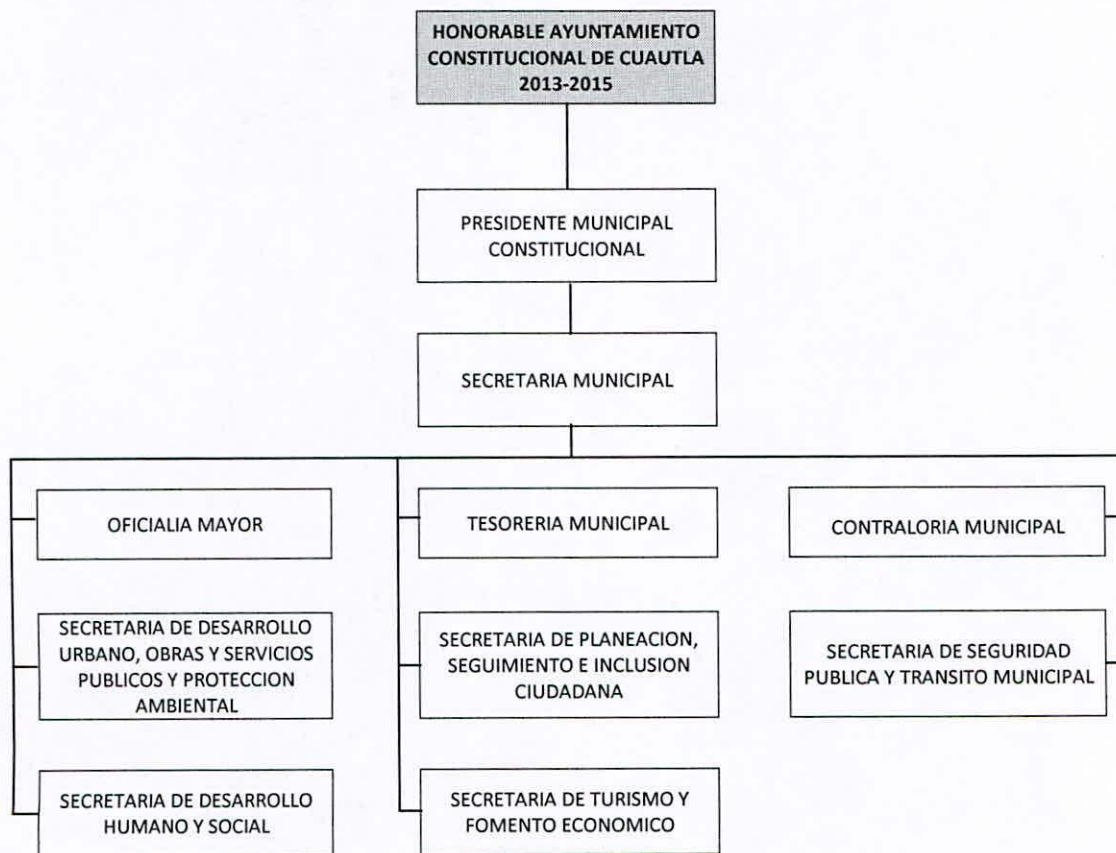 HONORABLE AYUNTAMIENTO
CONSTITUCIONAL DE CUAUTLA
2013-2015
PRESIDENTE MUNICIPAL
CONSTITUCIONAL
SECRETARIA MUNICIPAL
OFICIALIA MAYOR
TESORERIA MUNICIPAL
CONTRALORIA MUNICIPAL
SECRETARIA DE DESARROLLO
URBANO, OBRAS Y SERVICIOS
PUBLICOS Y PROTECCION
AMBIENTAL
SECRETARIA DE PLANEACION,
SEGUIMIENTO E INCLUSION
CIUDADANA
SECRETARIA DE SEGURIDAD
PUBLICA Y TRANSITO MUNICIPAL
SECRETARIA DE DESARROLLO
HUMANO Y SOCIAL
SECRETARIA DE TURISMO Y
FOMENTO ECONOMICO